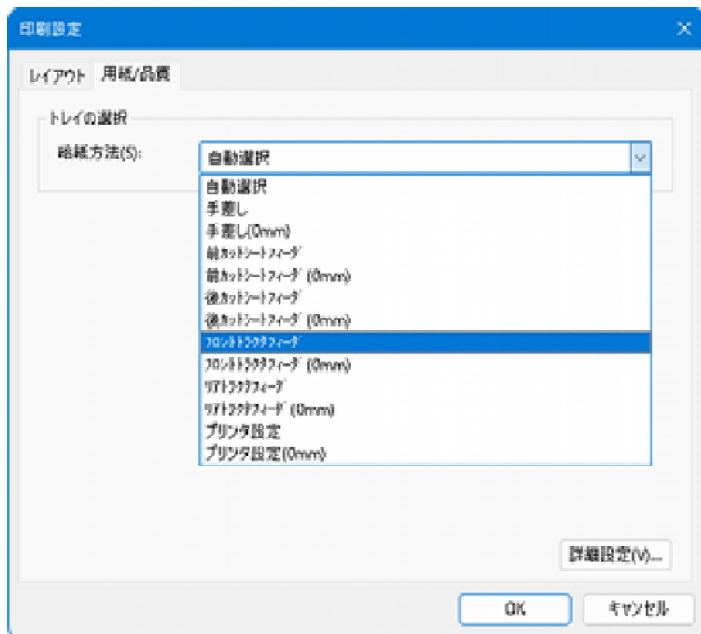 印刷設定
レイアウト 用紙/品質
トレイの選択
給紙方法(S):
自動選択
自動選択
手差し
手差し(0mm)
前ｶｯﾄｼｰﾄﾌｨｰﾀﾞ
前ｶｯﾄｼｰﾄﾌｨｰﾀﾞ (0mm)
後ｶｯﾄｼｰﾄﾌｨｰﾀﾞ
後ｶｯﾄｼｰﾄﾌｨｰﾀﾞ (0mm)
ﾌﾛﾝﾄﾄﾗｸﾀﾌｨｰﾀﾞ
ﾌﾛﾝﾄﾄﾗｸﾀﾌｨｰﾀﾞ (0mm)
ﾘｱﾄﾗｸﾀﾌｨｰﾀﾞ
ﾘｱﾄﾗｸﾀﾌｨｰﾀﾞ (0mm)
プリンタ設定
プリンタ設定(0mm)
詳細設定(V)...
OK キャンセル